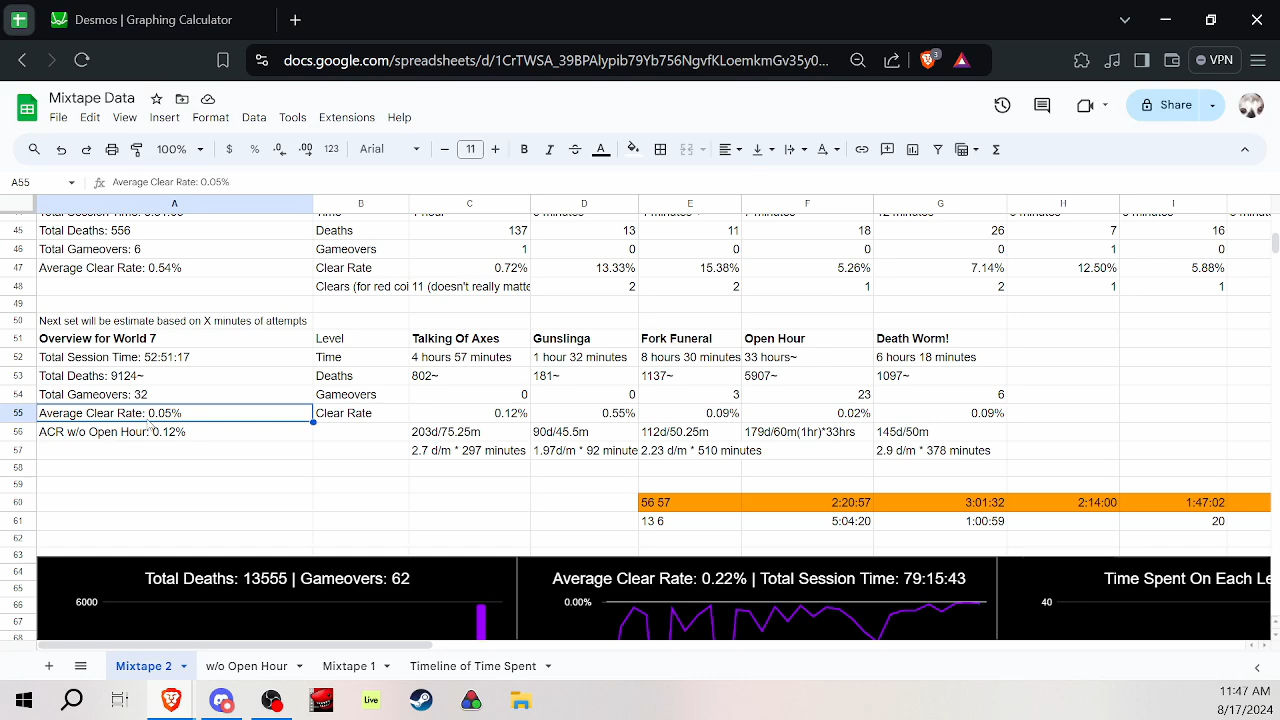 Desmos | Graphing Calculator
docs.google.com/spreadsheets/d/1CrTWSA_39BPAlypib79Yb756NgvfKLoemkmGv35y0...
3
VPN
Mixtape Data
File Edit View Insert Format Data Tools Extensions Help
Share
100% $ % .0 .00 123 Arial 11 B I A
A55 fx Average Clear Rate: 0.05%
A B C D E F G H I
45 Total Deaths: 556 Deaths 137 13 11 18 26 7 16
46 Total Gameovers: 6 Gameovers 1 0 0 0 0 1 0
47 Average Clear Rate: 0.54% Clear Rate 0.72% 13.33% 15.38% 5.26% 7.14% 12.50% 5.88%
48 Clears (for red coi 11 (doesn't really matte 2 2 1 2 1 1
49
50 Next set will be estimate based on X minutes of attempts
51 Overview for World 7 Level Talking Of Axes Gunslinga Fork Funeral Open Hour Death Worm!
52 Total Session Time: 52:51:17 Time 4 hours 57 minutes 1 hour 32 minutes 8 hours 30 minutes 33 hours~ 6 hours 18 minutes
53 Total Deaths: 9124~ Deaths 802~ 181~ 1137~ 5907~ 1097~
54 Total Gameovers: 32 Gameovers 0 0 3 23 6
55 Average Clear Rate: 0.05% Clear Rate 0.12% 0.55% 0.09% 0.02% 0.09%
56 ACR w/o Open Hour: 0.12% 203d/75.25m 90d/45.5m 112d/50.25m 179d/60m(1hr)*33hrs 145d/50m
57 2.7 d/m * 297 minutes 1.97d/m * 92 minute 2.23 d/m * 510 minutes 2.9 d/m * 378 minutes
58
59
60 56 57 2:20:57 3:01:32 2:14:00 1:47:02
61 13 6 5:04:20 1:00:59 20
62
63
64 Total Deaths: 13555 | Gameovers: 62 Average Clear Rate: 0.22% | Total Session Time: 79:15:43 Time Spent On Each Le
65
66 6000 0.00% 40
67
68
Mixtape 2 w/o Open Hour Mixtape 1 Timeline of Time Spent
Live
11:47 AM
8/17/2024